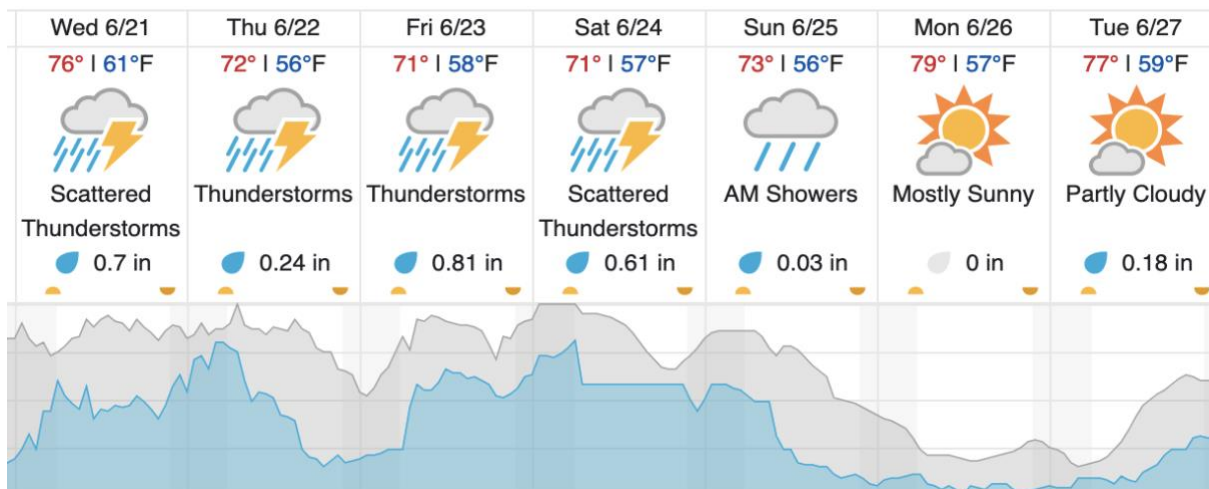 Wed 6/21
Thu 6/22
Fri 6/23
Sat 6/24
Sun 6/25
Mon 6/26
Tue 6/27
76° | 61°F
72° | 56°F
71° | 58°F
71° | 57°F
73° | 56°F
79° | 57°F
77° | 59°F
Scattered
Thunderstorms
Thunderstorms
Thunderstorms
Scattered
Thunderstorms
AM Showers
Mostly Sunny
Partly Cloudy
0.7 in
0.24 in
0.81 in
0.61 in
0.03 in
0 in
0.18 in